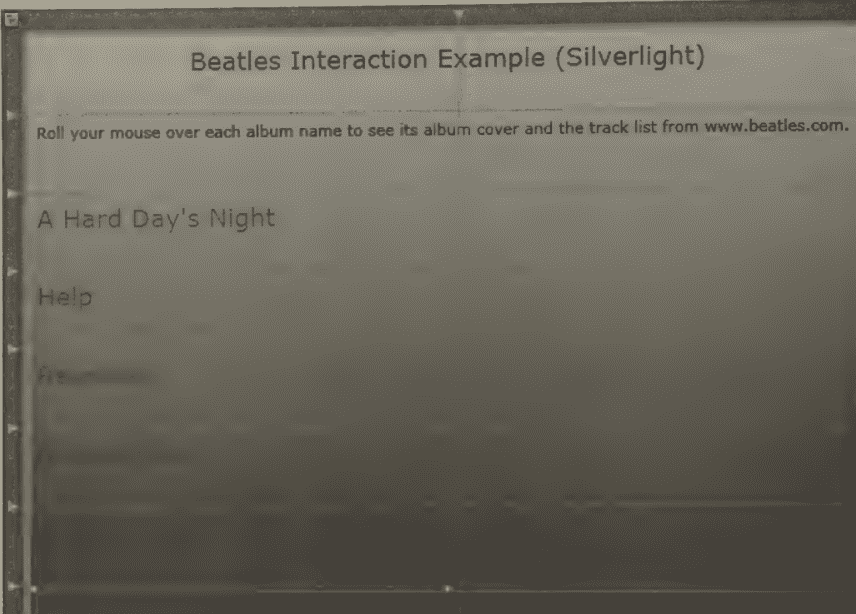 Beatles Interaction Example (Silverlight)
Roll your mouse over each album name to see its album cover and the track list from www.beatles.com.
A Hard Day's Night
Help